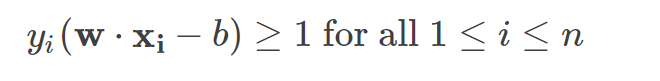 yᵢ(w · xᵢ − b) ≥ 1 for all 1 ≤ i ≤ n